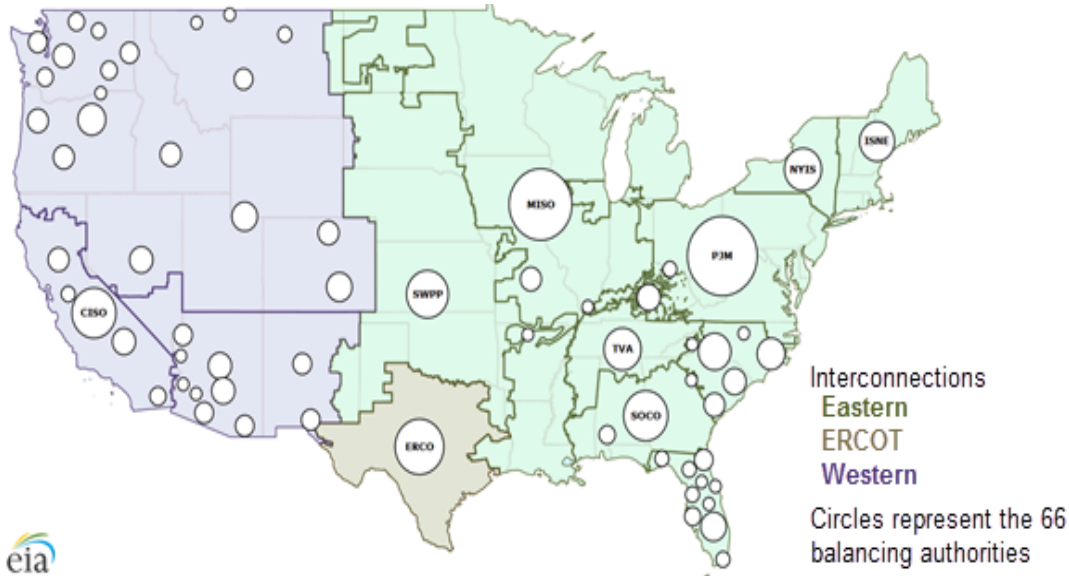 ISNE
NYIS
MISO
PJM
SWPP
CISO
TVA
SOCO
ERCO
Interconnections
Eastern
ERCOT
Western
Circles represent the 66
balancing authorities
eia